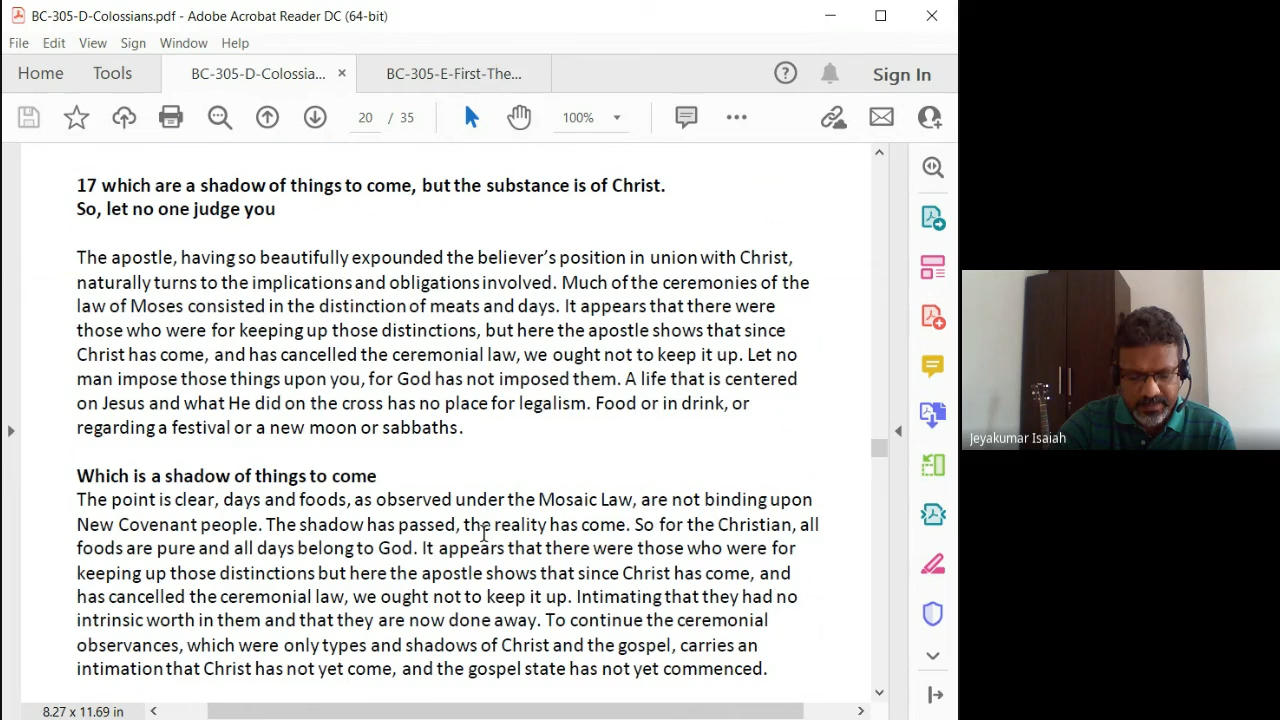 BC-305-D-Colossians.pdf - Adobe Acrobat Reader DC (64-bit)
File Edit View Sign Window Help
Home Tools BC-305-D-Colossia... × BC-305-E-First-The... Sign In
20 / 35 100%
17 which are a shadow of things to come, but the substance is of Christ.
So, let no one judge you
The apostle, having so beautifully expounded the believer’s position in union with Christ,
naturally turns to the implications and obligations involved. Much of the ceremonies of the
law of Moses consisted in the distinction of meats and days. It appears that there were
those who were for keeping up those distinctions, but here the apostle shows that since
Christ has come, and has cancelled the ceremonial law, we ought not to keep it up. Let no
man impose those things upon you, for God has not imposed them. A life that is centered
on Jesus and what He did on the cross has no place for legalism. Food or in drink, or
regarding a festival or a new moon or sabbaths.
Which is a shadow of things to come
The point is clear, days and foods, as observed under the Mosaic Law, are not binding upon
New Covenant people. The shadow has passed, the reality has come. So for the Christian, all
foods are pure and all days belong to God. It appears that there were those who were for
keeping up those distinctions but here the apostle shows that since Christ has come, and
has cancelled the ceremonial law, we ought not to keep it up. Intimating that they had no
intrinsic worth in them and that they are now done away. To continue the ceremonial
observances, which were only types and shadows of Christ and the gospel, carries an
intimation that Christ has not yet come, and the gospel state has not yet commenced.
8.27 x 11.69 in
Jeyakumar Isaiah